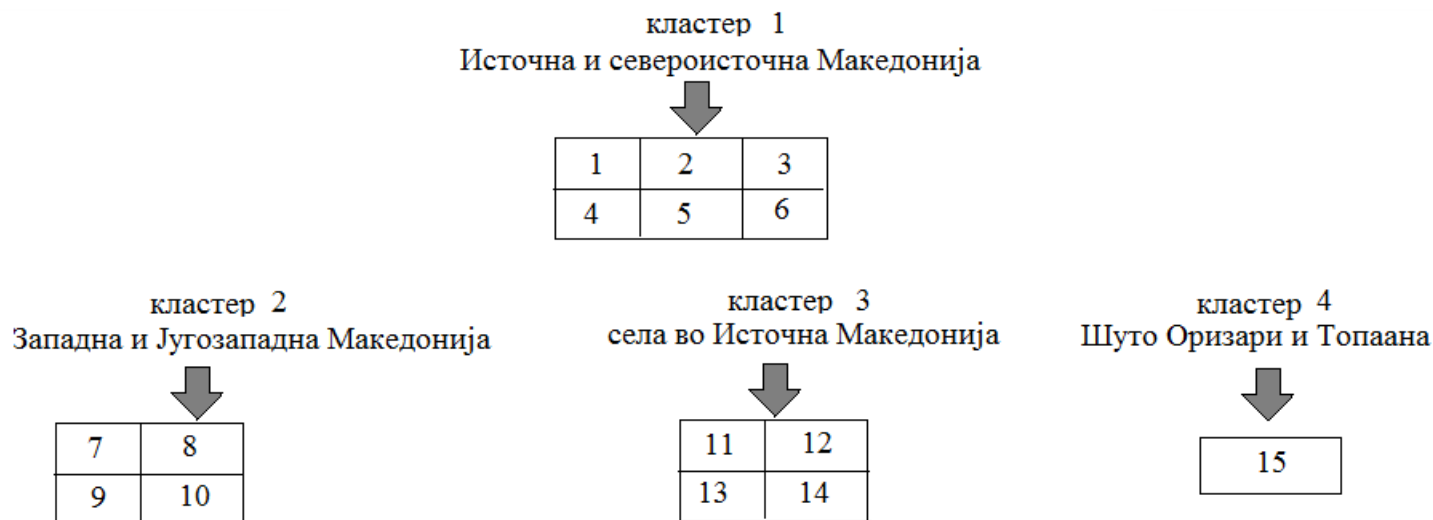 кластер 1
Источна и североисточна Македонија
1 2 3
4 5 6
кластер 2
Западна и Југозападна Македонија
7 8
9 10
кластер 3
села во Источна Македонија
11 12
13 14
кластер 4
Шуто Оризари и Топаана
15